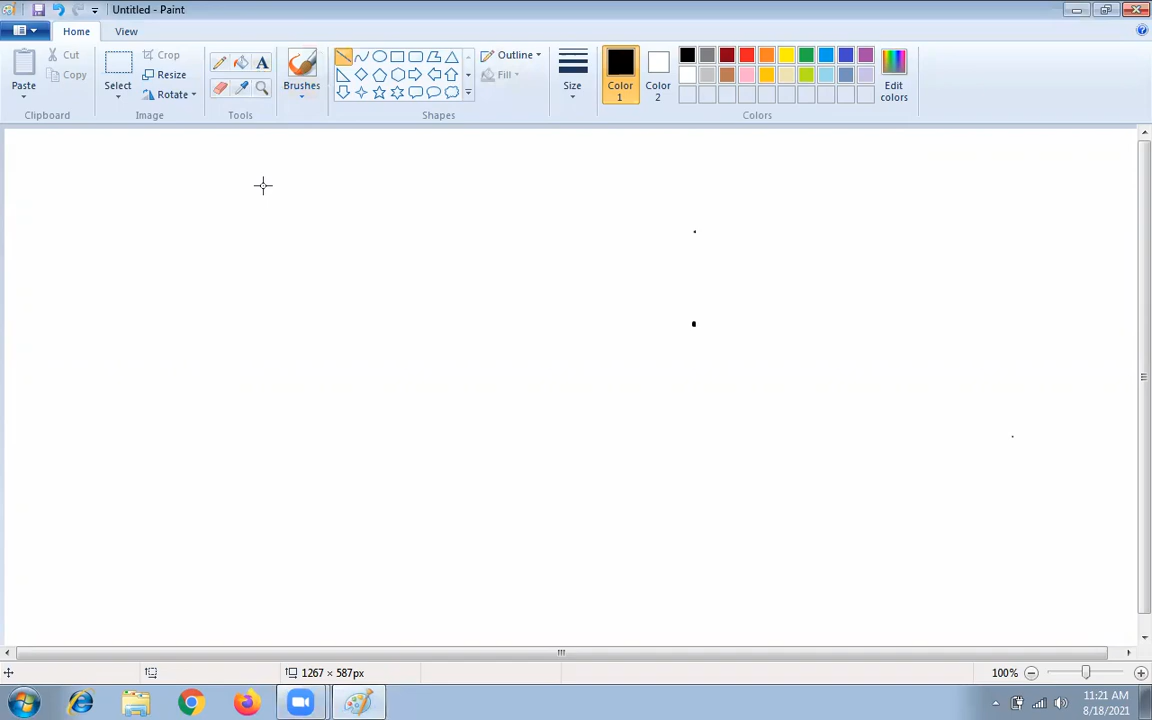 Untitled - Paint
Home View
Paste
Cut
Copy
Clipboard
Select
Crop
Resize
Rotate
Image
Tools
Brushes
Shapes
Outline
Fill
Size
Color 1
Color 2
Edit colors
Colors
1267 × 587px
100%
11:21 AM
8/18/2021